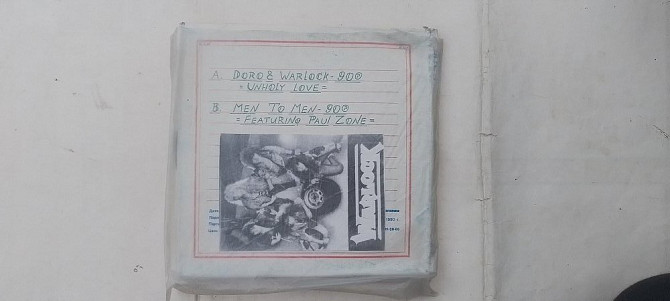 A. DORO & WARLOCK - 90@
= UNHOLY LOVE =
B. MEN TO MEN - 90@
= FEATURING PAUL ZONE =
WARLOCK